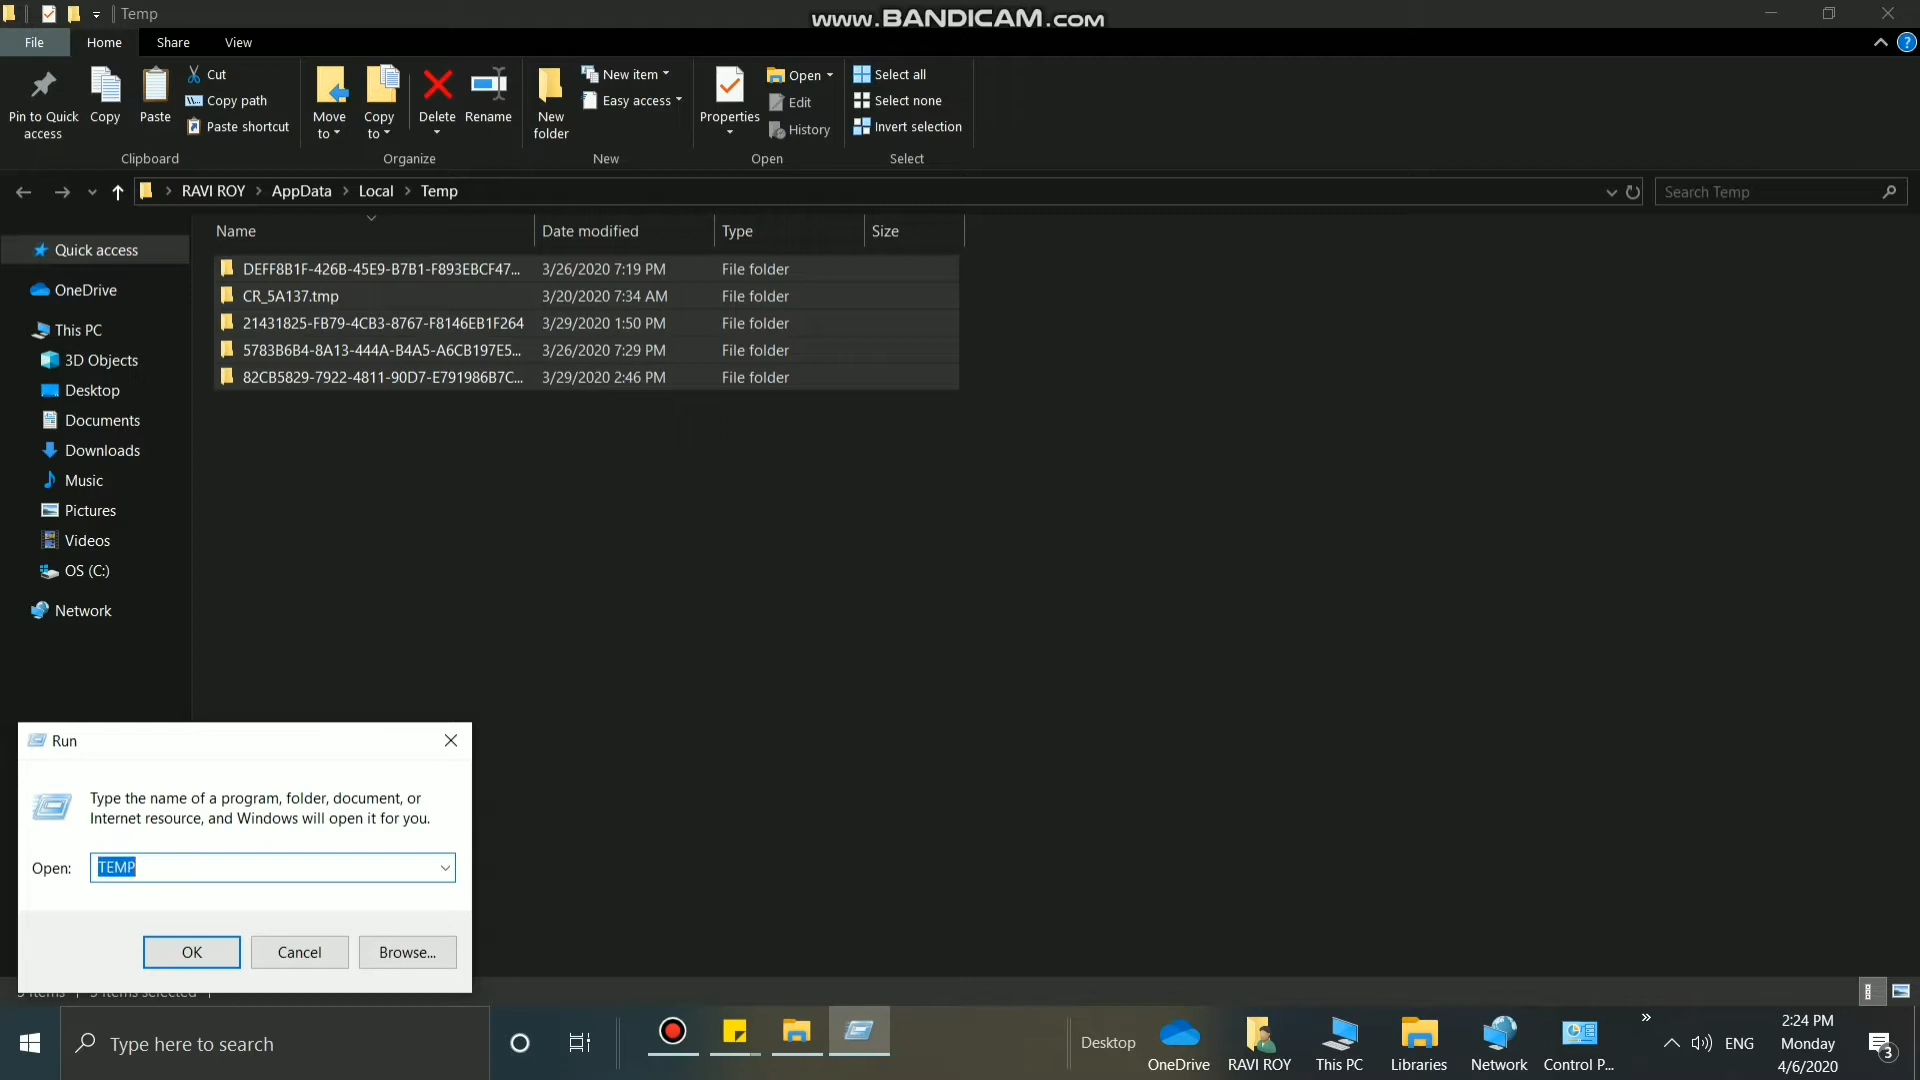 Temp
www.BANDICAM.com
File Home Share View
Pin to Quick access
Copy
Paste
Cut
Copy path
Paste shortcut
Clipboard
Move to
Copy to
Delete
Rename
Organize
New folder
New item
Easy access
New
Properties
Open
Edit
History
Open
Select all
Select none
Invert selection
Select
RAVI ROY > AppData > Local > Temp
Search Temp
Name Date modified Type Size
DEFF8B1F-426B-45E9-B7B1-F893EBCF47... 3/26/2020 7:19 PM File folder
CR_5A137.tmp 3/20/2020 7:34 AM File folder
21431825-FB79-4CB3-8767-F8146EB1F264 3/29/2020 1:50 PM File folder
5783B6B4-8A13-444A-B4A5-A6CB197E5... 3/26/2020 7:29 PM File folder
82CB5829-7922-4811-90D7-E791986B7C... 3/29/2020 2:46 PM File folder
Quick access
OneDrive
This PC
3D Objects
Desktop
Documents
Downloads
Music
Pictures
Videos
OS (C:)
Network
Run
Type the name of a program, folder, document, or
Internet resource, and Windows will open it for you.
Open: TEMP
OK Cancel Browse...
5 items 5 items selected
Type here to search
Desktop
OneDrive
RAVI ROY
This PC
Libraries
Network
Control P...
ENG
2:24 PM
Monday
4/6/2020
3